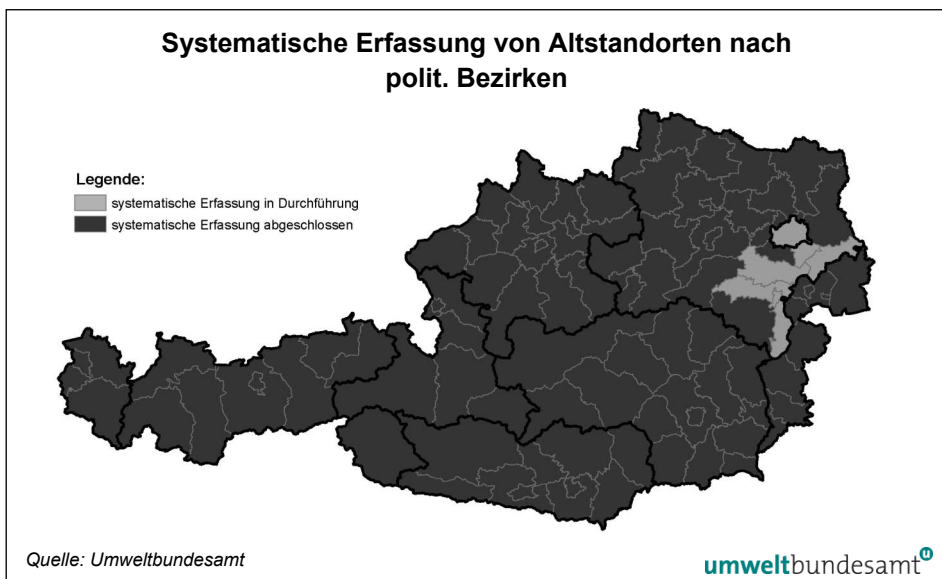 Systematische Erfassung von Altstandorten nach
polit. Bezirken
Legende:
systematische Erfassung in Durchführung
systematische Erfassung abgeschlossen
Quelle: Umweltbundesamt
umweltbundesamt u